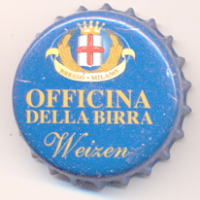 BRESSO - MILANO
OFFICINA
DELLA BIRRA
Weizen